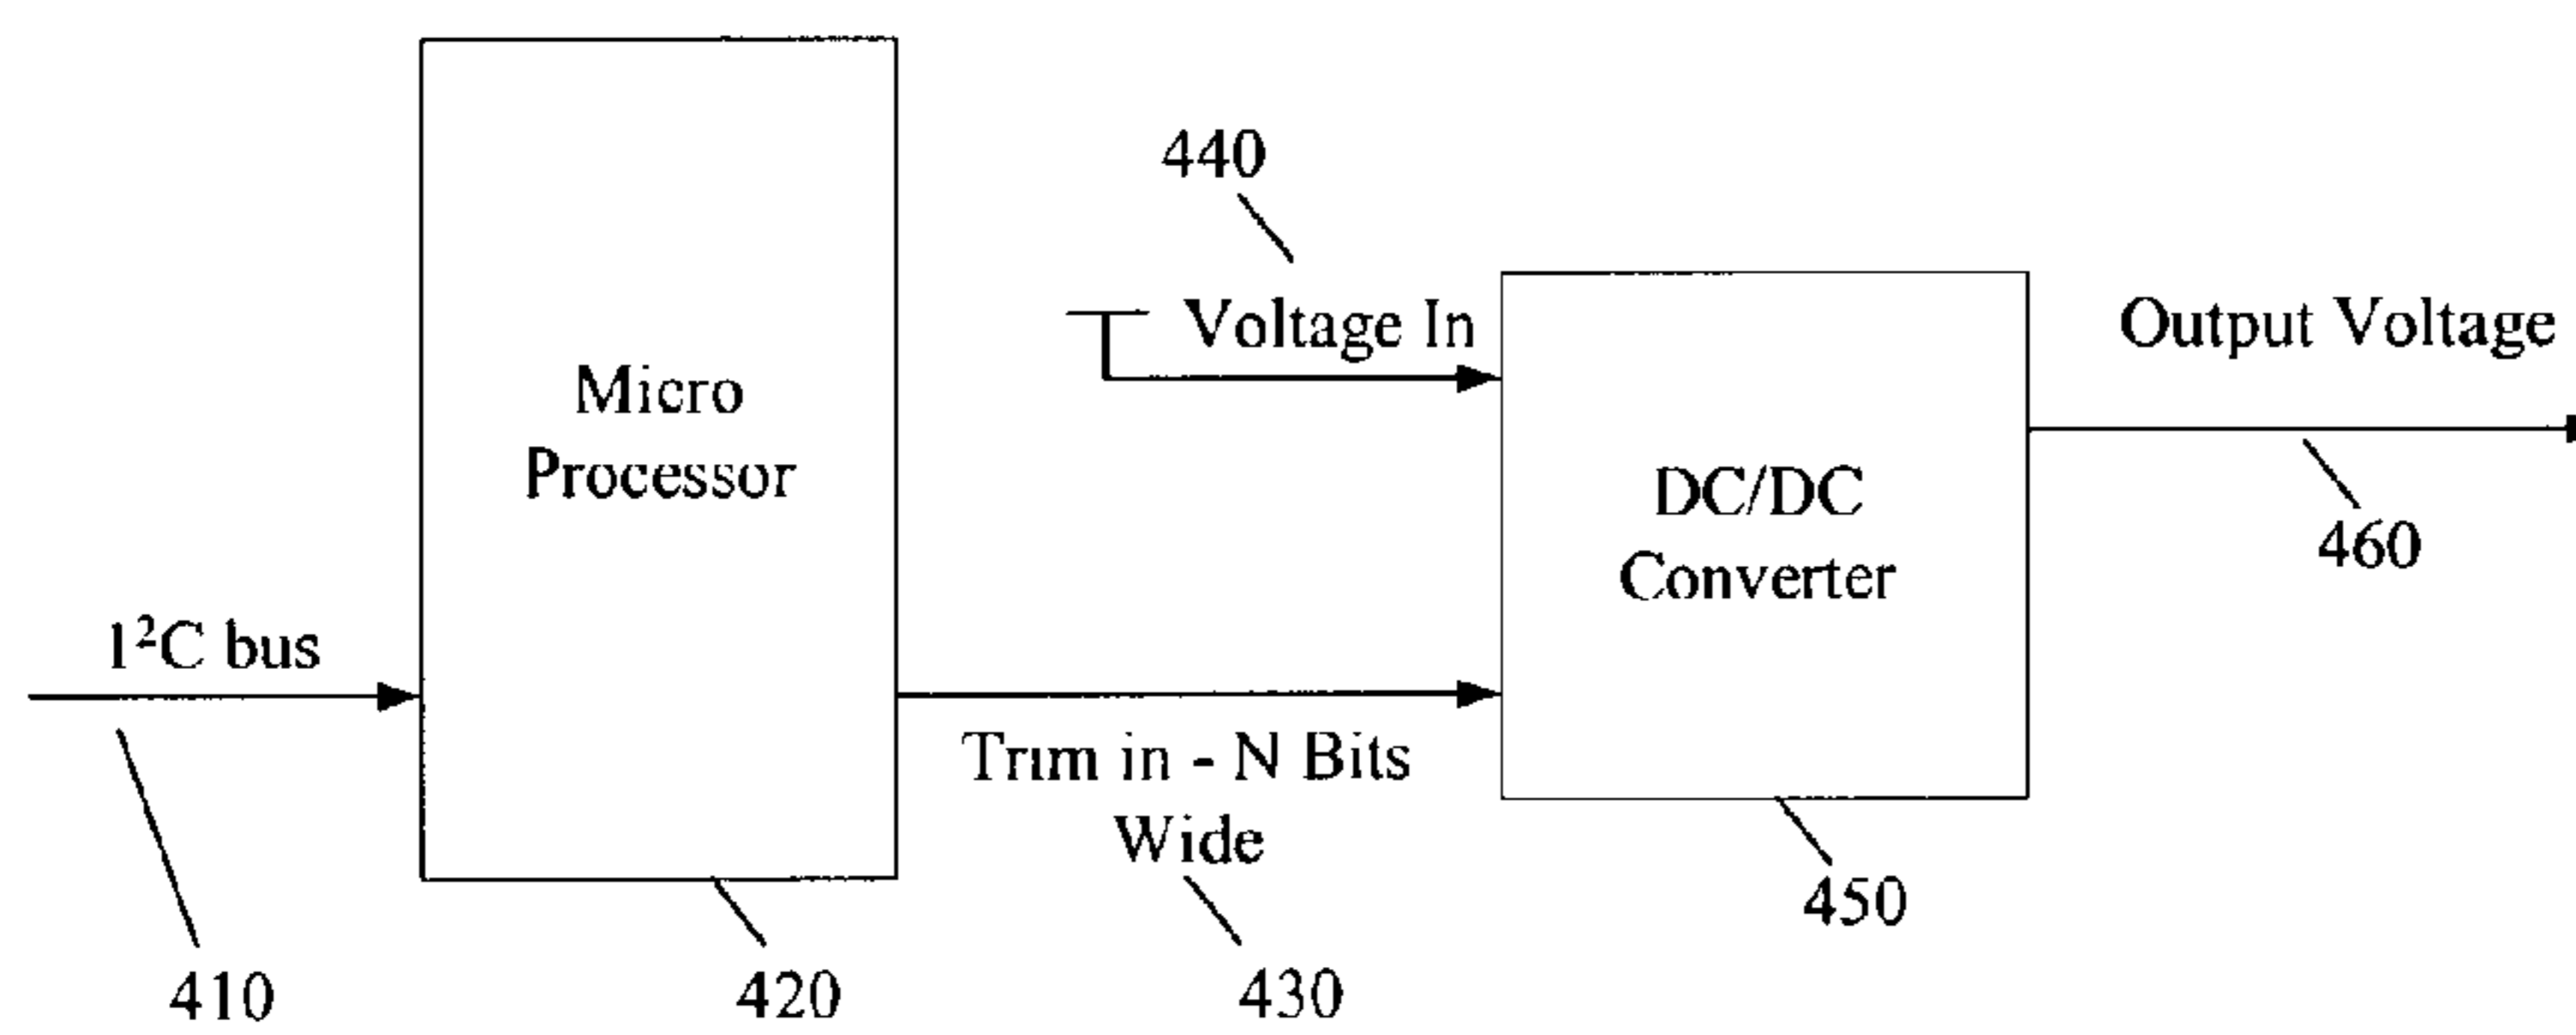 440
Voltage In
Output Voltage
Micro
Processor
DC/DC
Converter
460
I²C bus
Trim in - N Bits
Wide
450
410
420
430